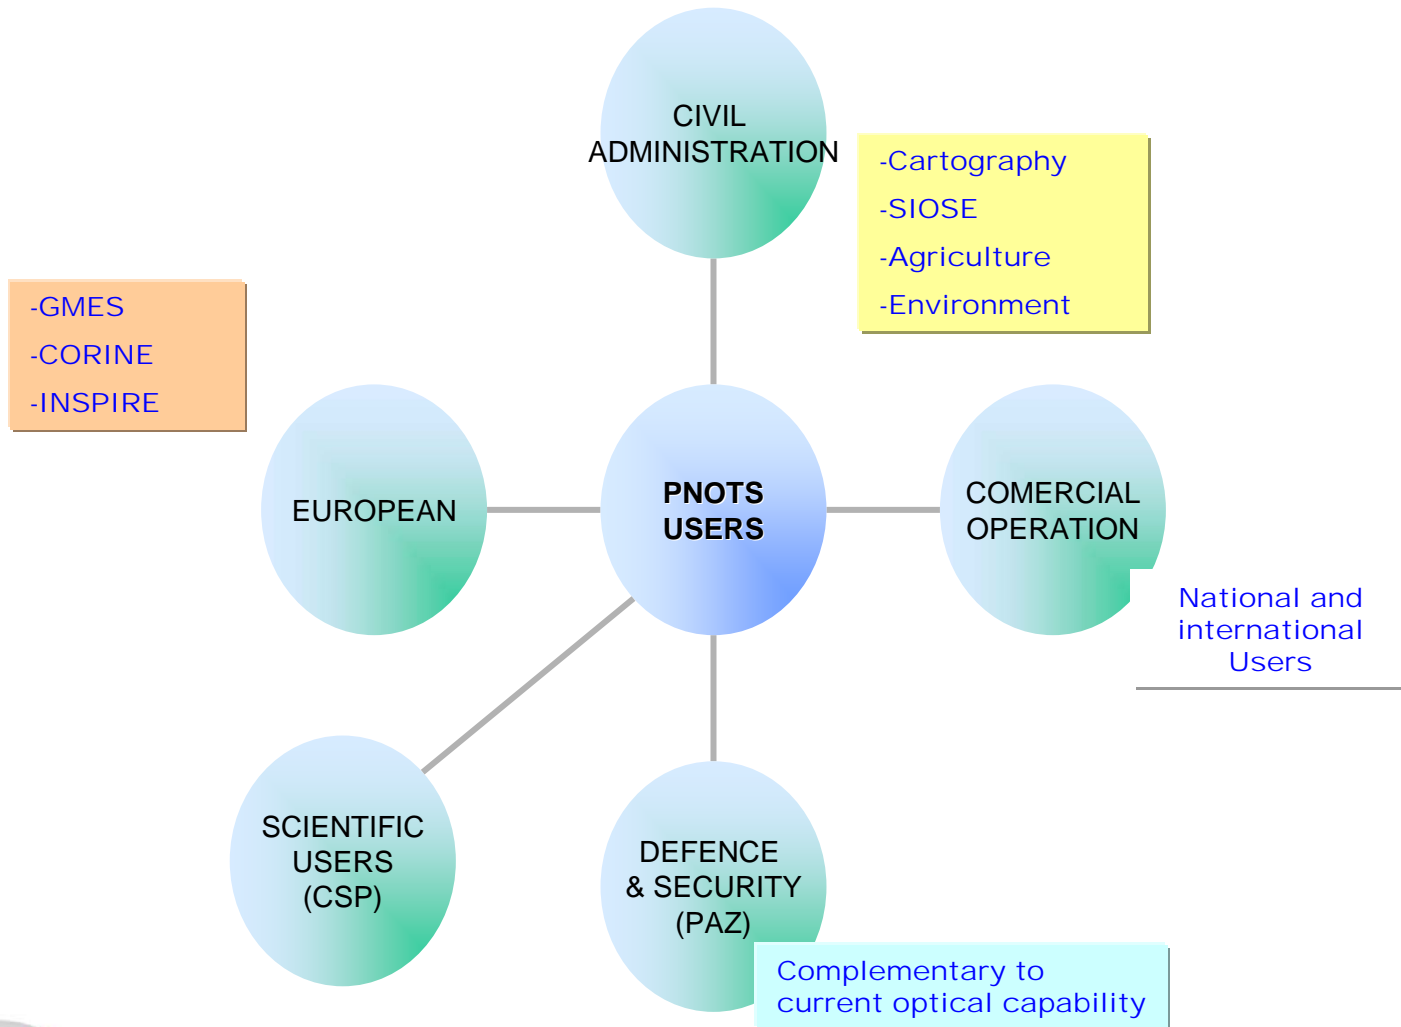 CIVIL
ADMINISTRATION
-Cartography
-SIOSE
-Agriculture
-Environment
-GMES
-CORINE
-INSPIRE
EUROPEAN
PNOTS
USERS
COMERCIAL
OPERATION
National and
international
Users
SCIENTIFIC
USERS
(CSP)
DEFENCE
& SECURITY
(PAZ)
Complementary to
current optical capability